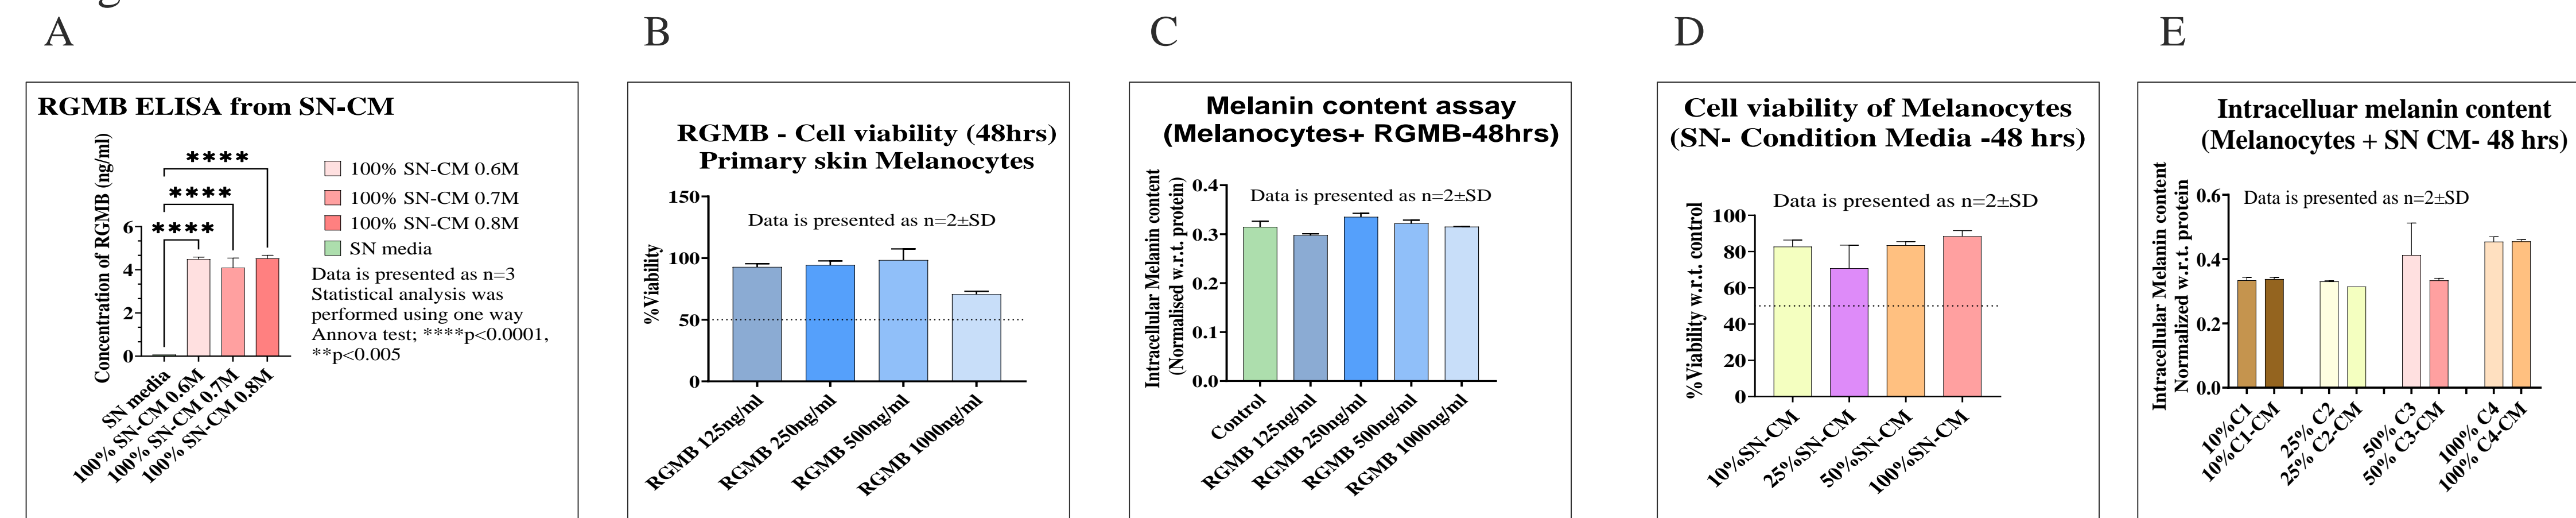 A
RGMB ELISA from SN-CM
Concentration of RGMB (ng/ml)
6
4
2
0
****
****
****
SN media
100% SN-CM 0.6M
100% SN-CM 0.7M
100% SN-CM 0.8M
100% SN-CM 0.6M
100% SN-CM 0.7M
100% SN-CM 0.8M
SN media
Data is presented as n=3
Statistical analysis was
performed using one way
Annova test; ****p<0.0001,
**p<0.005
B
RGMB - Cell viability (48hrs)
Primary skin Melanocytes
Data is presented as n=2±SD
%Viability
150
100
50
0
RGMB 125ng/ml
RGMB 250ng/ml
RGMB 500ng/ml
RGMB 1000ng/ml
C
Melanin content assay
(Melanocytes+ RGMB-48hrs)
Data is presented as n=2±SD
Intracellular Melanin content
(Normalised w.r.t. protein)
0.4
0.3
0.2
0.1
0.0
Control
RGMB 125ng/ml
RGMB 250ng/ml
RGMB 500ng/ml
RGMB 1000ng/ml
D
Cell viability of Melanocytes
(SN- Condition Media -48 hrs)
Data is presented as n=2±SD
%Viability w.r.t. control
100
80
60
40
20
0
10%SN-CM
25%SN-CM
50%SN-CM
100%SN-CM
E
Intracelluar melanin content
(Melanocytes + SN CM- 48 hrs)
Data is presented as n=2±SD
Intracellular Melanin content
Normalized w.r.t. protein
0.6
0.4
0.2
0.0
10%C1
10%C1-CM
25% C2
25% C2-CM
50% C3
50% C3-CM
100% C4
100% C4-CM